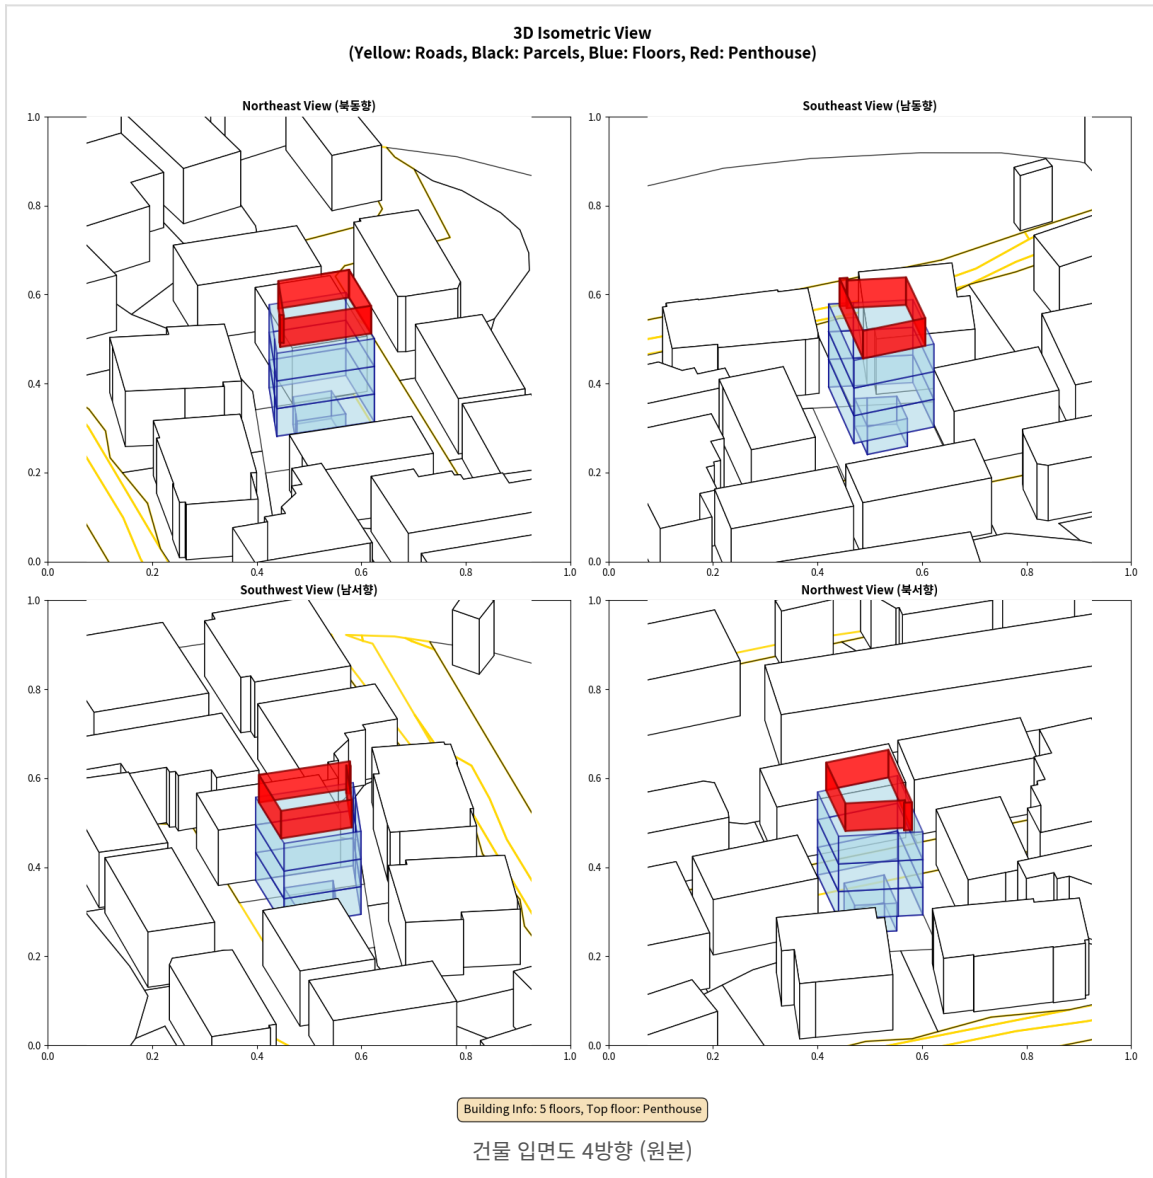 3D Isometric View
(Yellow: Roads, Black: Parcels, Blue: Floors, Red: Penthouse)
Northeast View (북동향)
1.0
0.8
0.6
0.4
0.2
0.0
0.0 0.2 0.4 0.6 0.8 1.0
Southeast View (남동향)
1.0
0.8
0.6
0.4
0.2
0.0
0.0 0.2 0.4 0.6 0.8 1.0
Southwest View (남서향)
1.0
0.8
0.6
0.4
0.2
0.0
0.0 0.2 0.4 0.6 0.8 1.0
Northwest View (북서향)
1.0
0.8
0.6
0.4
0.2
0.0
0.0 0.2 0.4 0.6 0.8 1.0
Building Info: 5 floors, Top floor: Penthouse
건물 입면도 4방향 (원본)